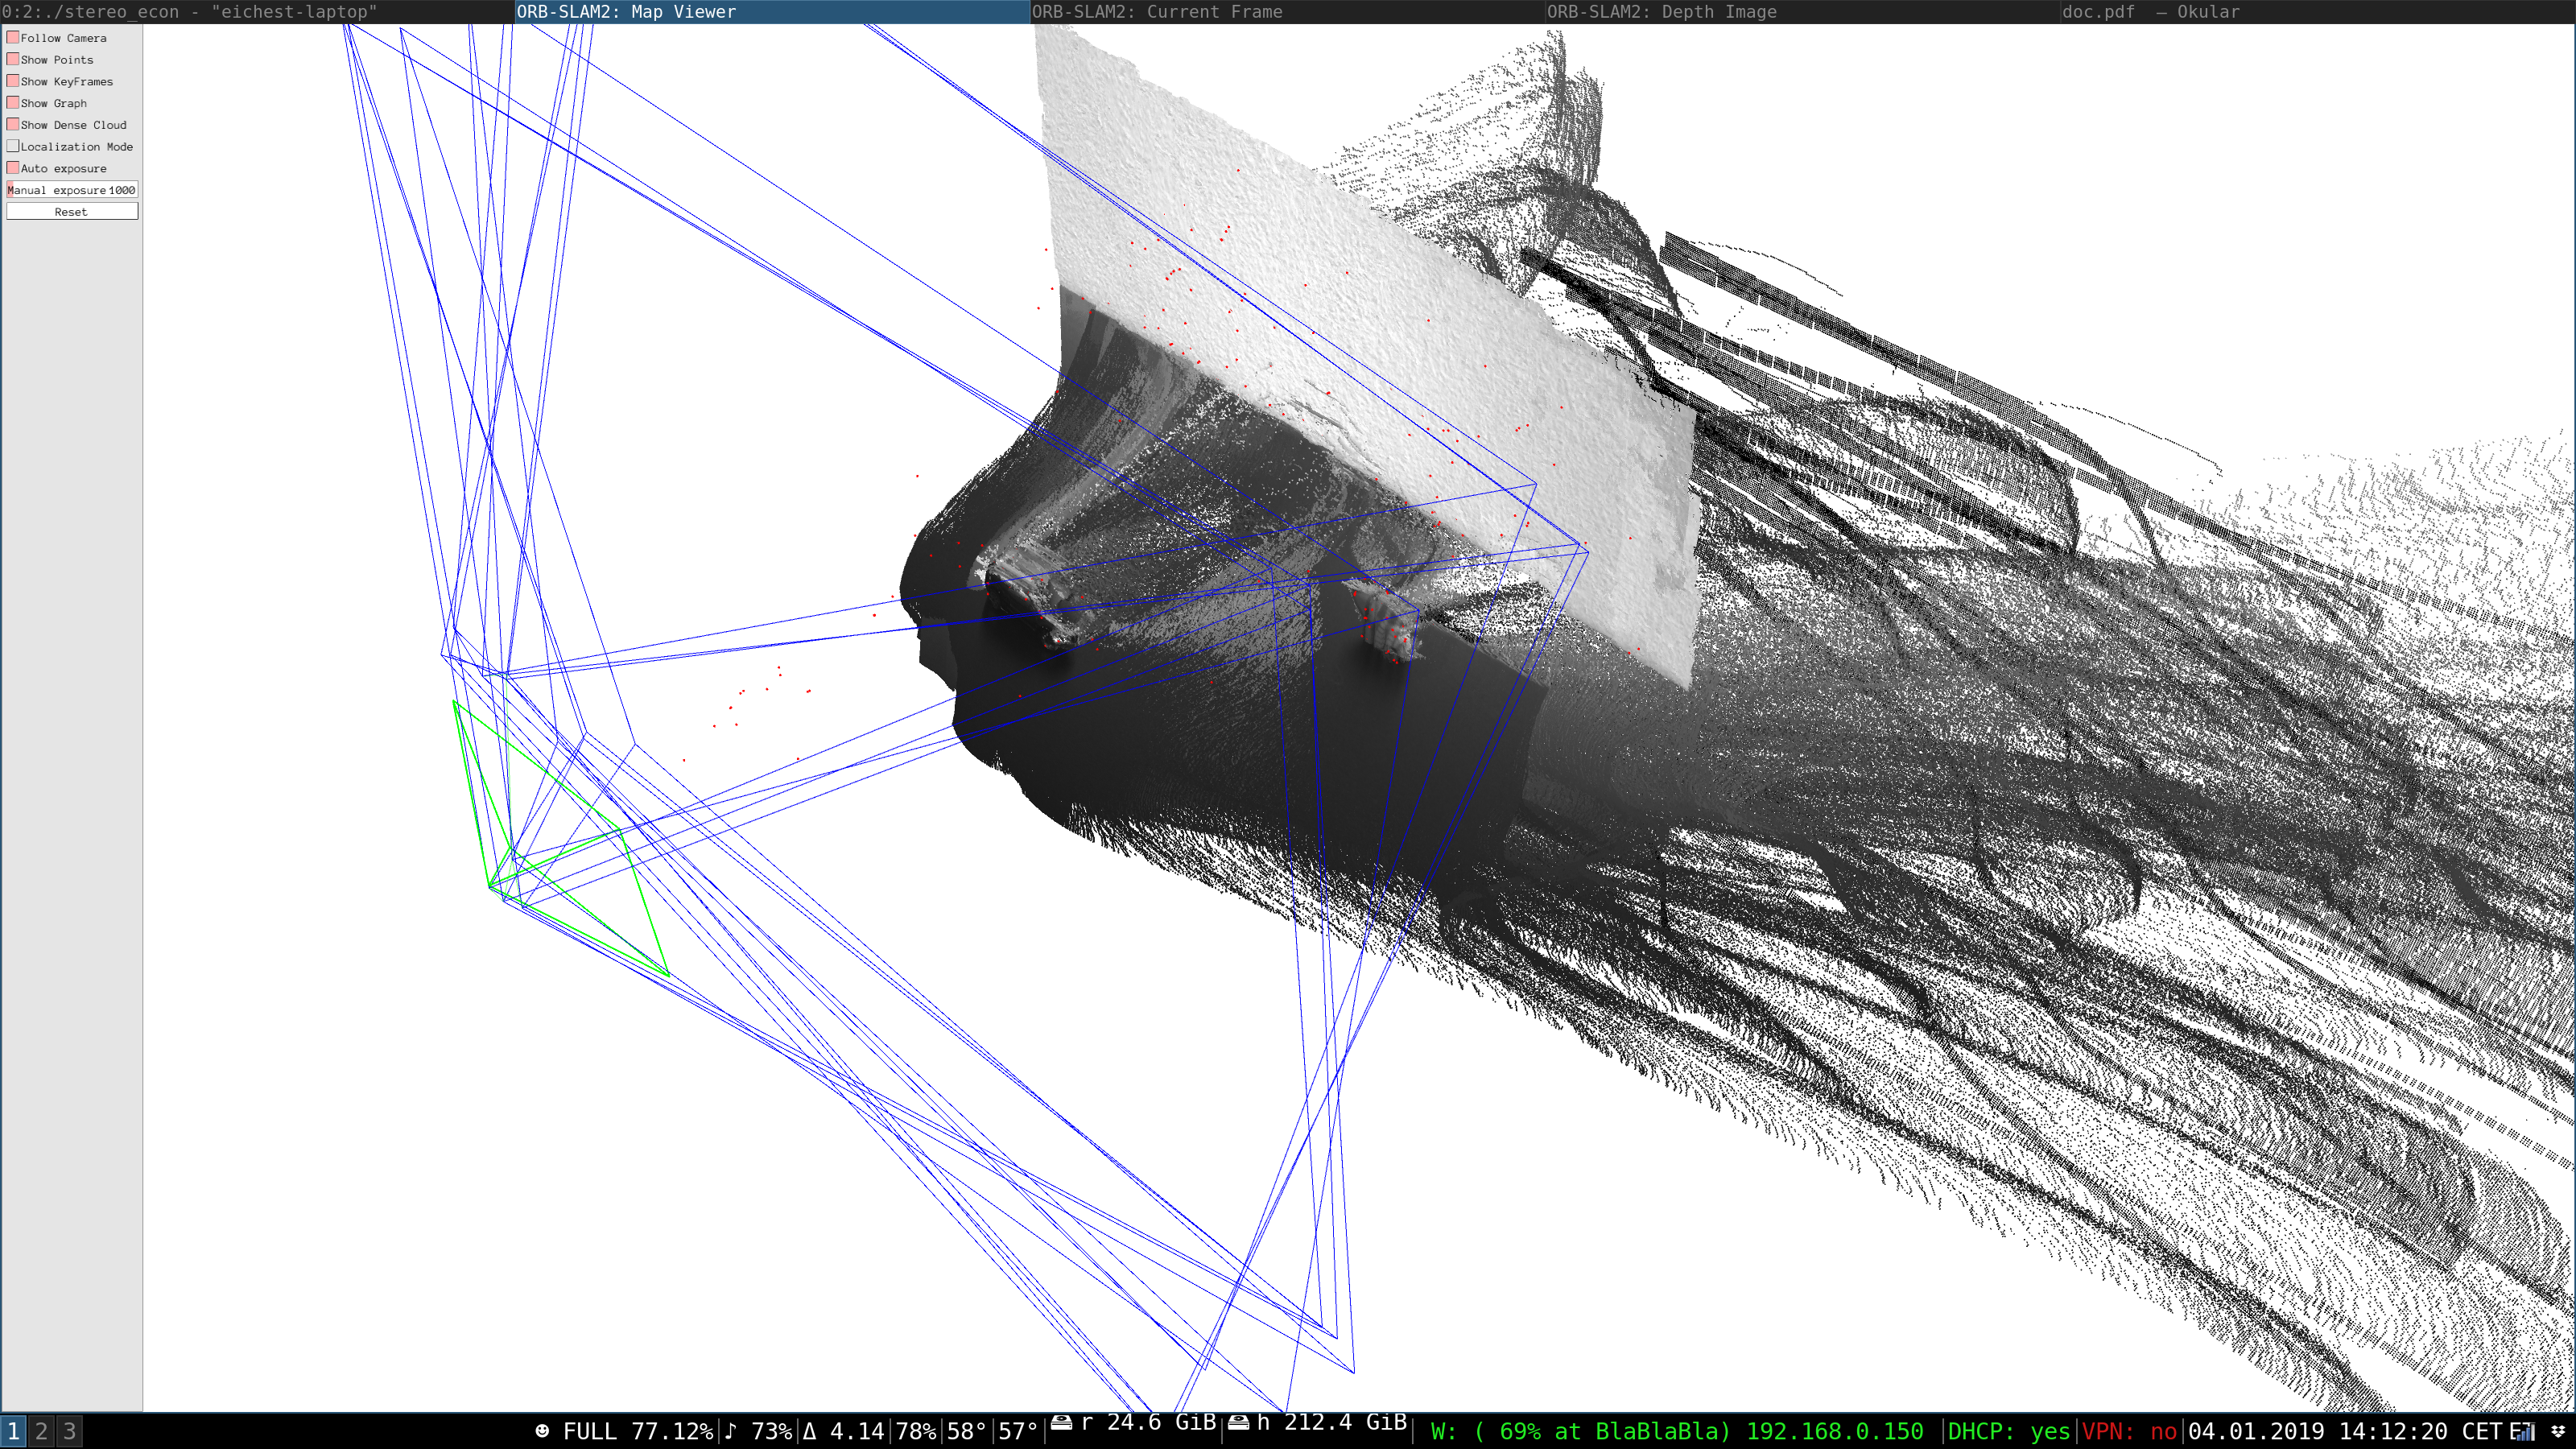 0:2:./stereo_econ - "eichest-laptop" ORB-SLAM2: Map Viewer ORB-SLAM2: Current Frame ORB-SLAM2: Depth Image doc.pdf — Okular
Follow Camera
Show Points
Show KeyFrames
Show Graph
Show Dense Cloud
Localization Mode
Auto exposure
Manual exposure 1000
Reset
1 2 3 FULL 77.12% | ♪ 73% | Δ 4.14 | 78% | 58° | 57° | r 24.6 GiB | h 212.4 GiB | W: ( 69% at BlaBlaBla) 192.168.0.150 | DHCP: yes | VPN: no | 04.01.2019 14:12:20 CET